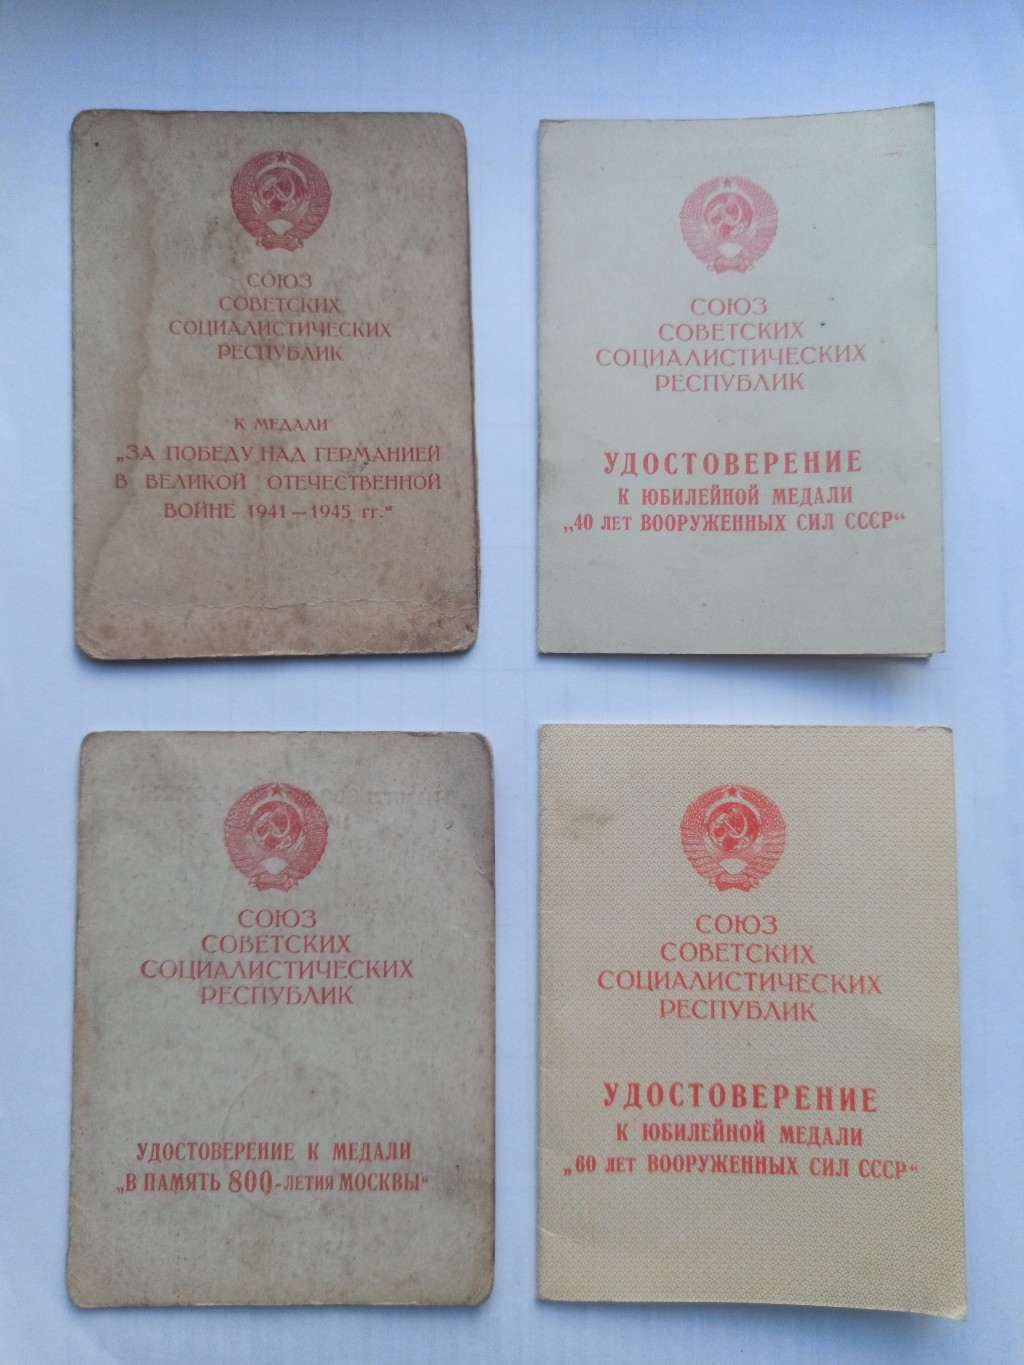 СОЮЗ
СОВЕТСКИХ
СОЦИАЛИСТИЧЕСКИХ
РЕСПУБЛИК
К МЕДАЛИ
„ЗА ПОБЕДУ НАД ГЕРМАНИЕЙ
В ВЕЛИКОЙ ОТЕЧЕСТВЕННОЙ
ВОЙНЕ 1941—1945 гг.“
СОЮЗ
СОВЕТСКИХ
СОЦИАЛИСТИЧЕСКИХ
РЕСПУБЛИК
УДОСТОВЕРЕНИЕ
К ЮБИЛЕЙНОЙ МЕДАЛИ
„40 ЛЕТ ВООРУЖЕННЫХ СИЛ СССР“
СОЮЗ
СОВЕТСКИХ
СОЦИАЛИСТИЧЕСКИХ
РЕСПУБЛИК
УДОСТОВЕРЕНИЕ К МЕДАЛИ
„В ПАМЯТЬ 800-ЛЕТИЯ МОСКВЫ“
СОЮЗ
СОВЕТСКИХ
СОЦИАЛИСТИЧЕСКИХ
РЕСПУБЛИК
УДОСТОВЕРЕНИЕ
К ЮБИЛЕЙНОЙ МЕДАЛИ
„60 ЛЕТ ВООРУЖЕННЫХ СИЛ СССР“